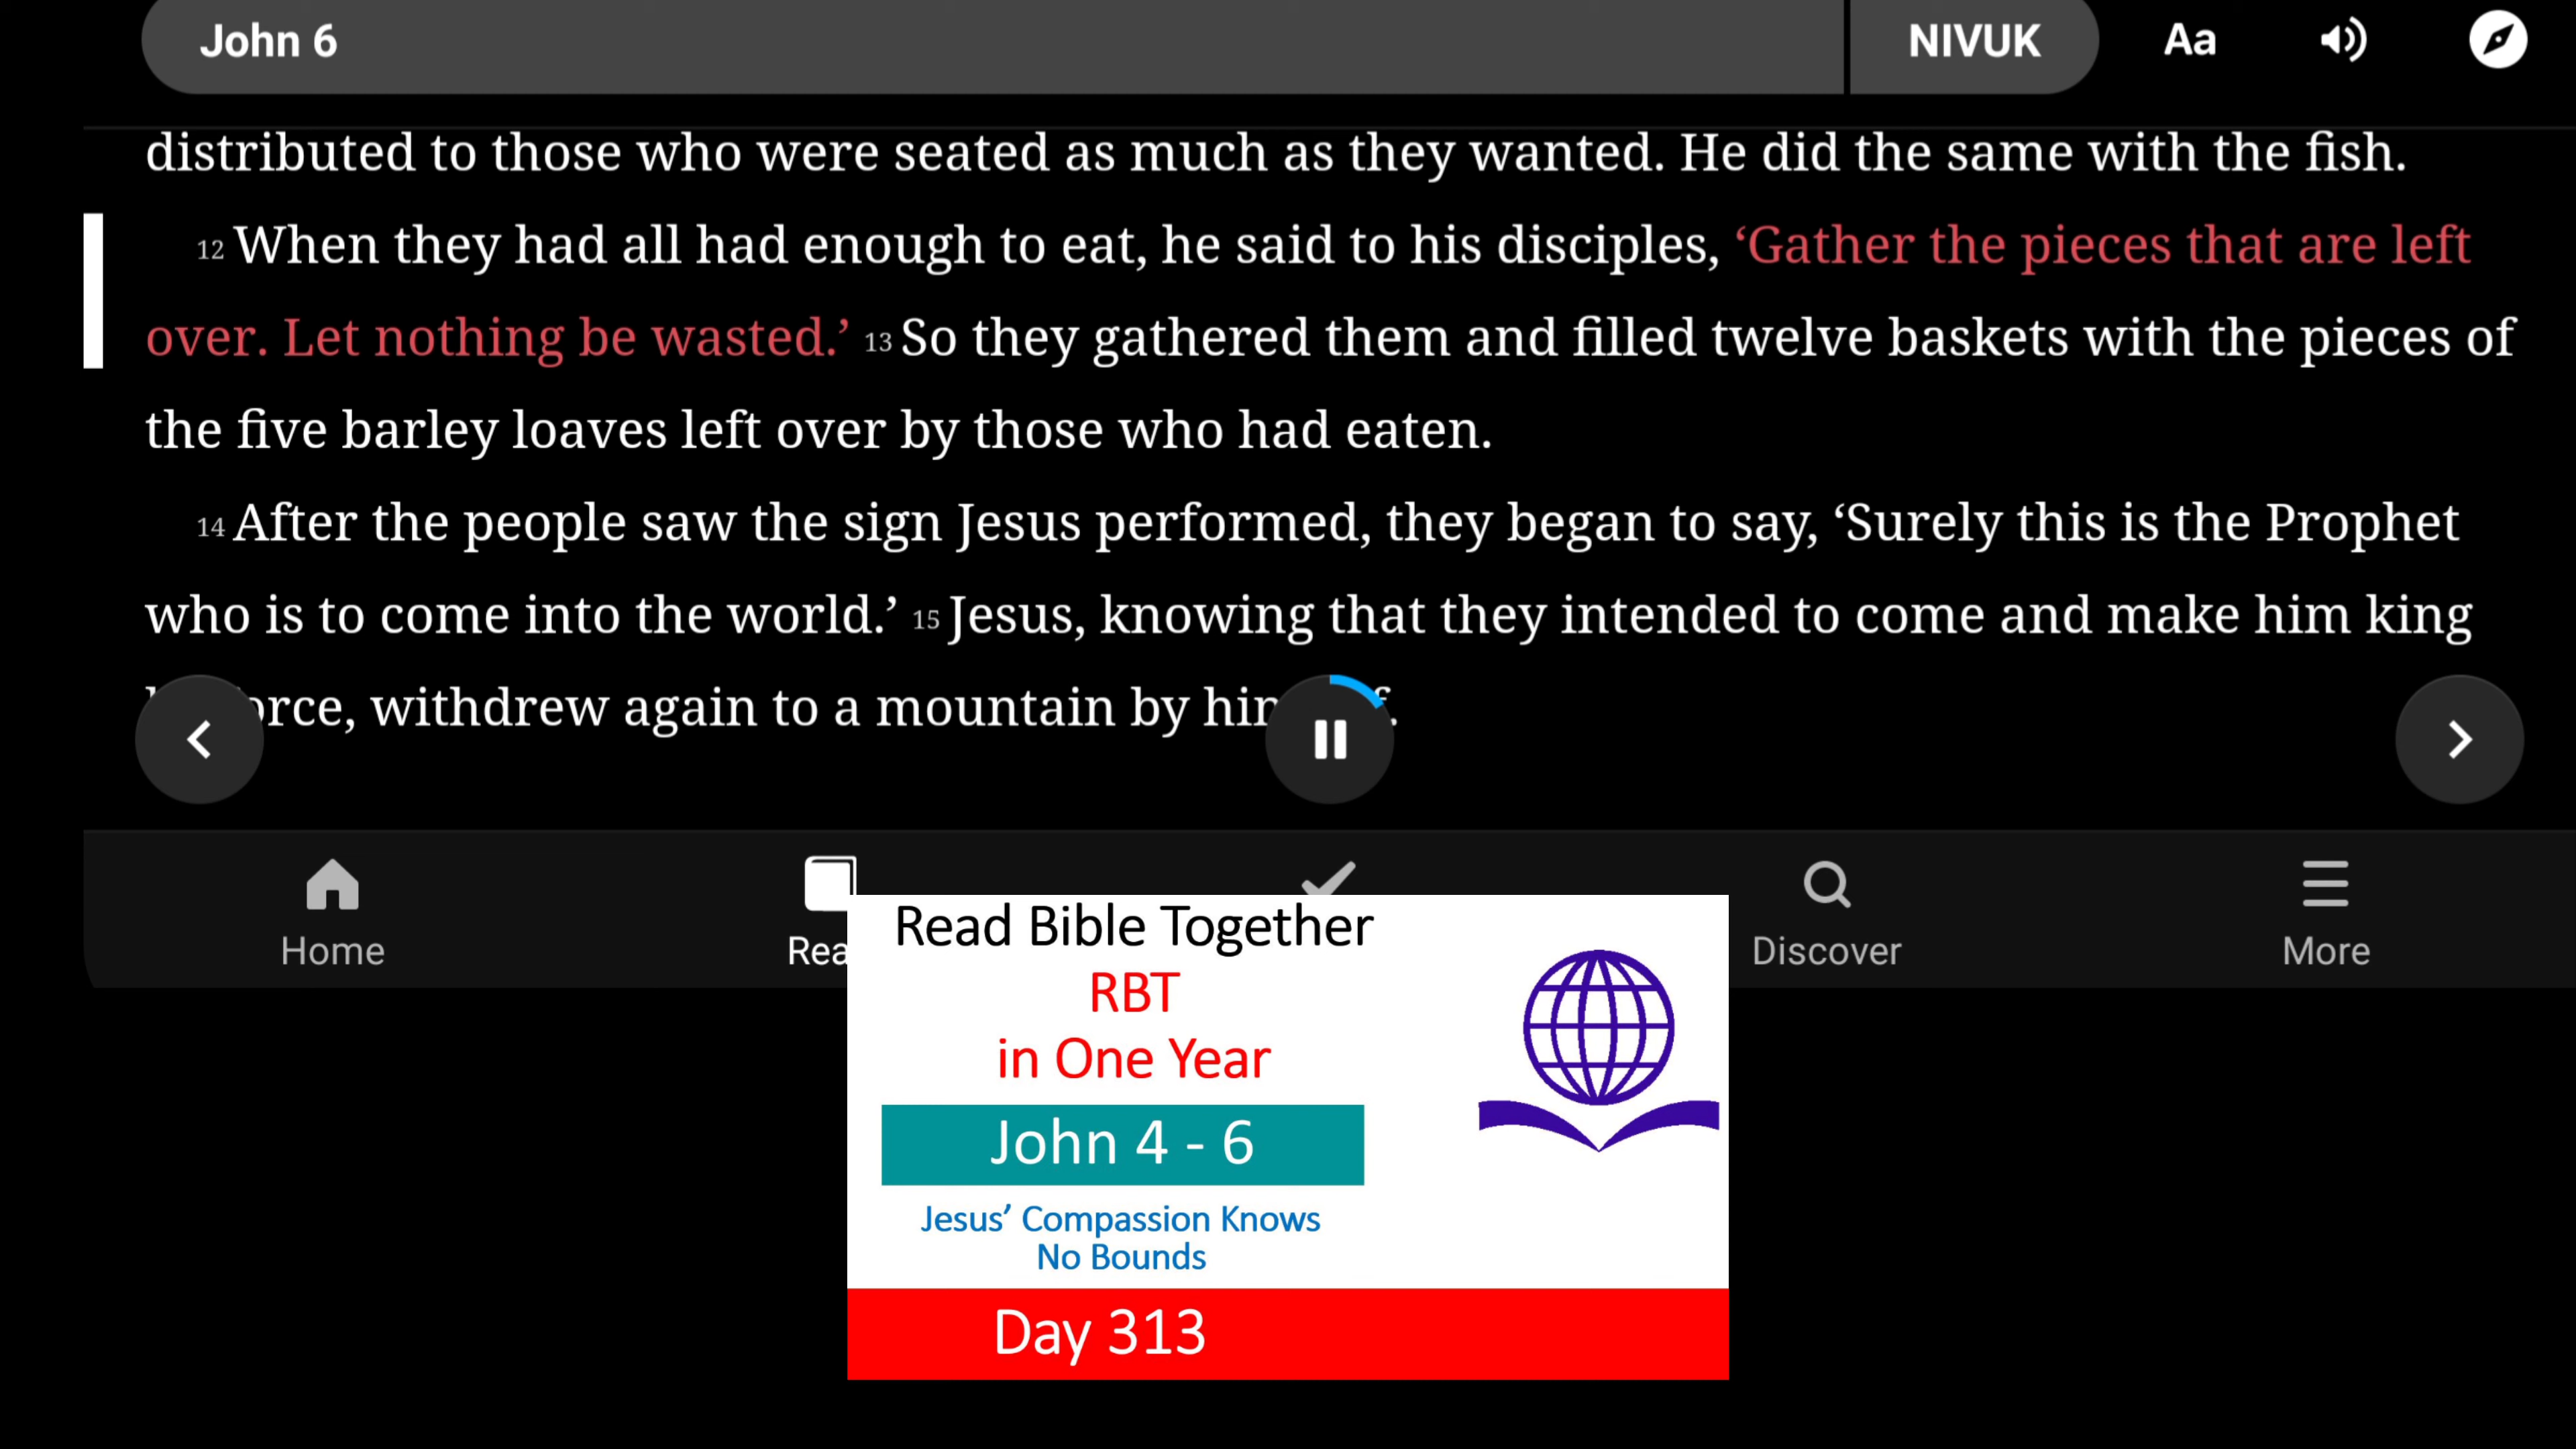 John 6
NIVUK
Aa
distributed to those who were seated as much as they wanted. He did the same with the fish.
12 When they had all had enough to eat, he said to his disciples, ‘Gather the pieces that are left
over. Let nothing be wasted.’ 13 So they gathered them and filled twelve baskets with the pieces of
the five barley loaves left over by those who had eaten.
14 After the people saw the sign Jesus performed, they began to say, ‘Surely this is the Prophet
who is to come into the world.’ 15 Jesus, knowing that they intended to come and make him king
withdrew again to a mountain by
Home
Discover
More
Read Bible Together
RBT
in One Year
John 4 - 6
Jesus’ Compassion Knows
No Bounds
Day 313